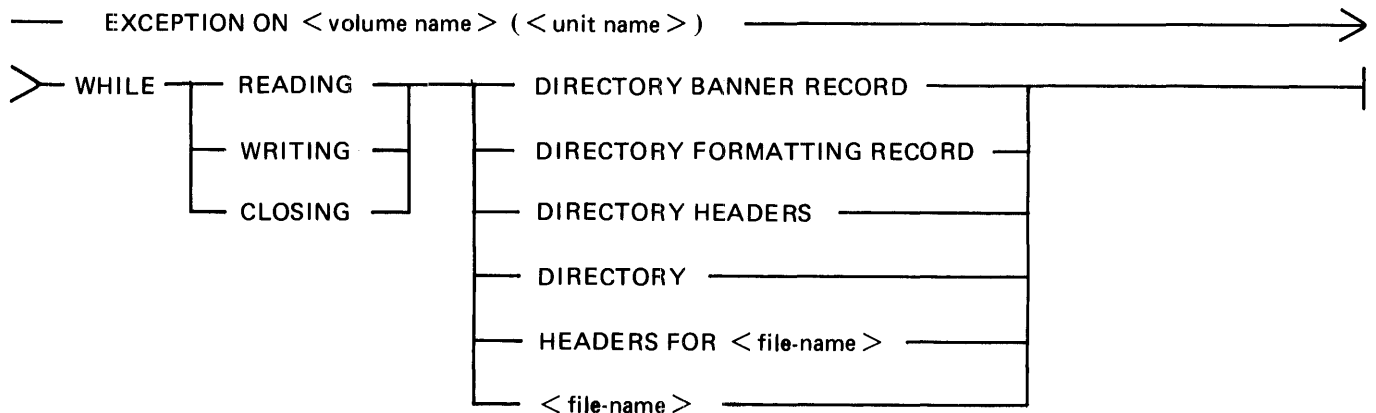 EXCEPTION ON <volume name> (<unit name>)
WHILE READING DIRECTORY BANNER RECORD
WRITING DIRECTORY FORMATTING RECORD
CLOSING DIRECTORY HEADERS
DIRECTORY
HEADERS FOR <file-name>
<file-name>